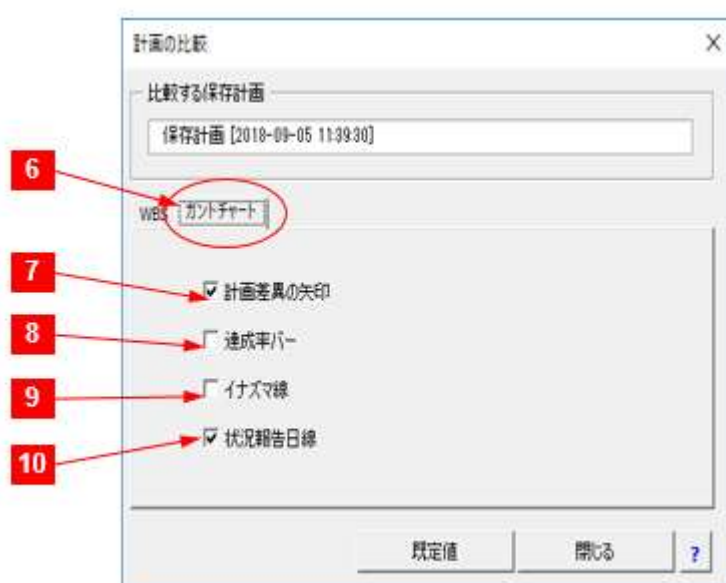 計画の比較
比較する保存計画
保存計画 [2018-09-05 11:39:30]
6
WBS ガントチャート
7
計画差異の矢印
8
達成率バー
9
イナズマ線
10
状況報告日線
既定値 閉じる ?